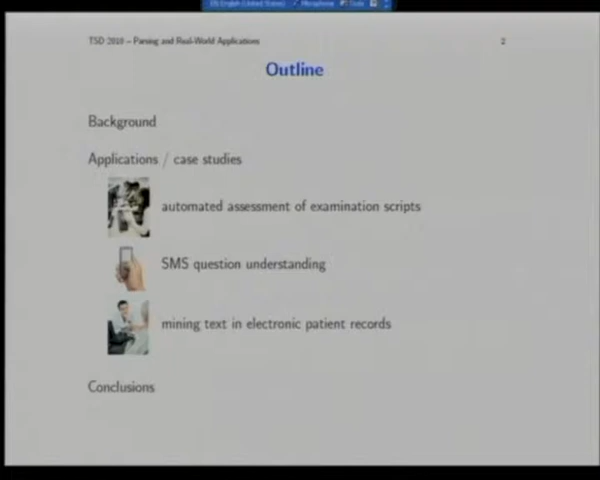 EN English (United States) Microphone Tools
TSD 2010 – Parsing and Real-World Applications 2
Outline
Background
Applications / case studies
automated assessment of examination scripts
SMS question understanding
mining text in electronic patient records
Conclusions